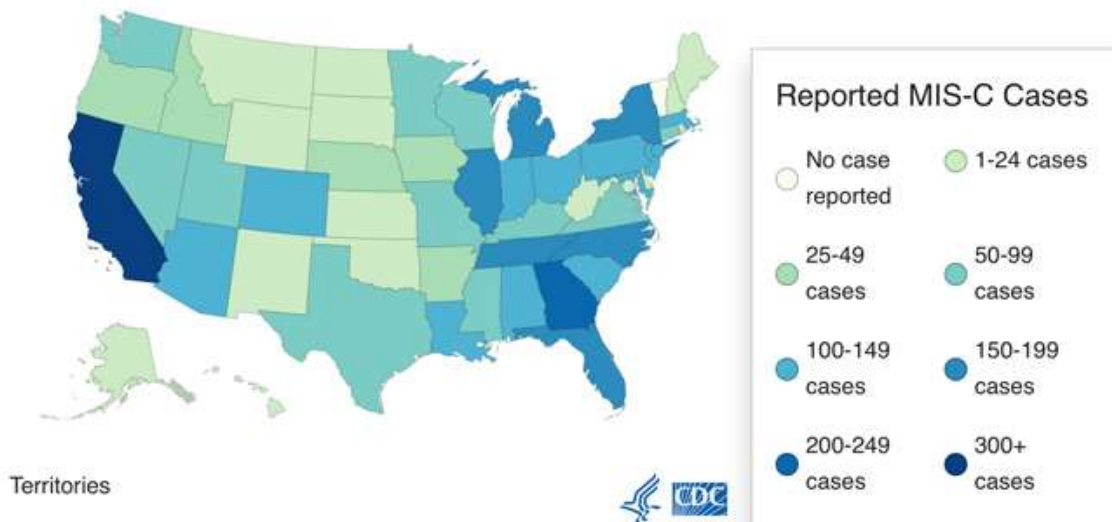 Reported MIS-C Cases
No case
reported
1-24 cases
25-49
cases
50-99
cases
100-149
cases
150-199
cases
200-249
cases
300+
cases
Territories
CDC